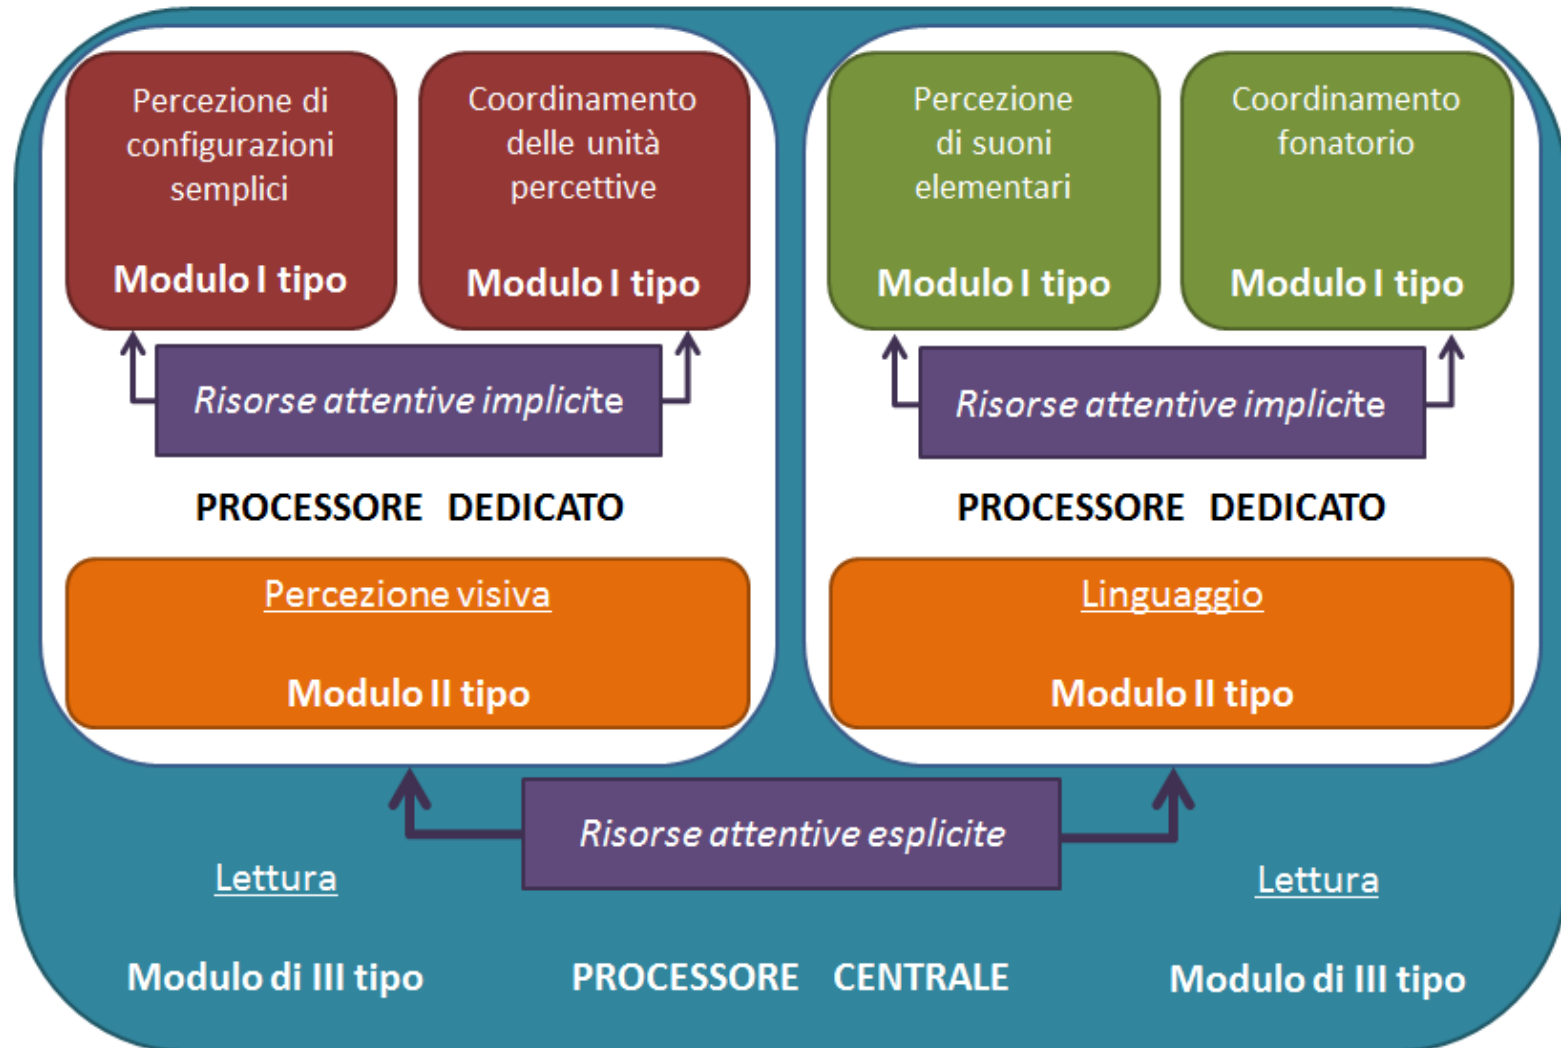 Percezione di
configurazioni
semplici
Modulo I tipo
Coordinamento
delle unità
percettive
Modulo I tipo
Risorse attentive implicite
PROCESSORE DEDICATO
Percezione visiva
Modulo II tipo
Percezione
di suoni
elementari
Modulo I tipo
Coordinamento
fonatorio
Modulo I tipo
Risorse attentive implicite
PROCESSORE DEDICATO
Linguaggio
Modulo II tipo
Risorse attentive esplicite
Lettura
Modulo di III tipo
PROCESSORE CENTRALE
Lettura
Modulo di III tipo